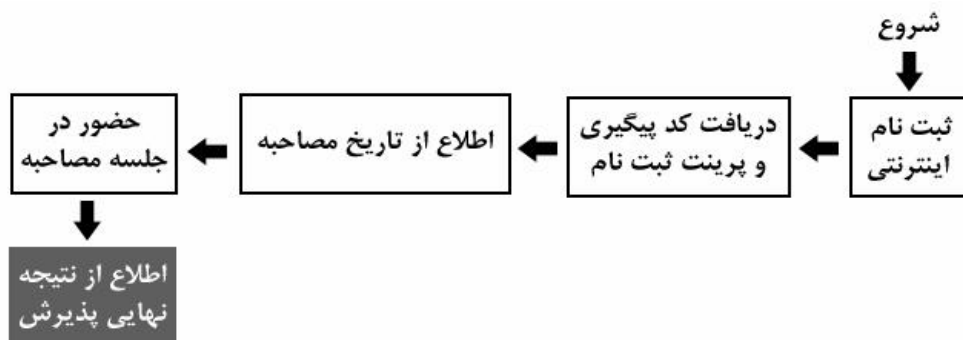 شروع
ثبت نام
اینترنتی
دریافت کد پیگیری
و پرینت ثبت نام
اطلاع از تاریخ مصاحبه
حضور در
جلسه مصاحبه
اطلاع از نتیجه
نهایی پذیرش